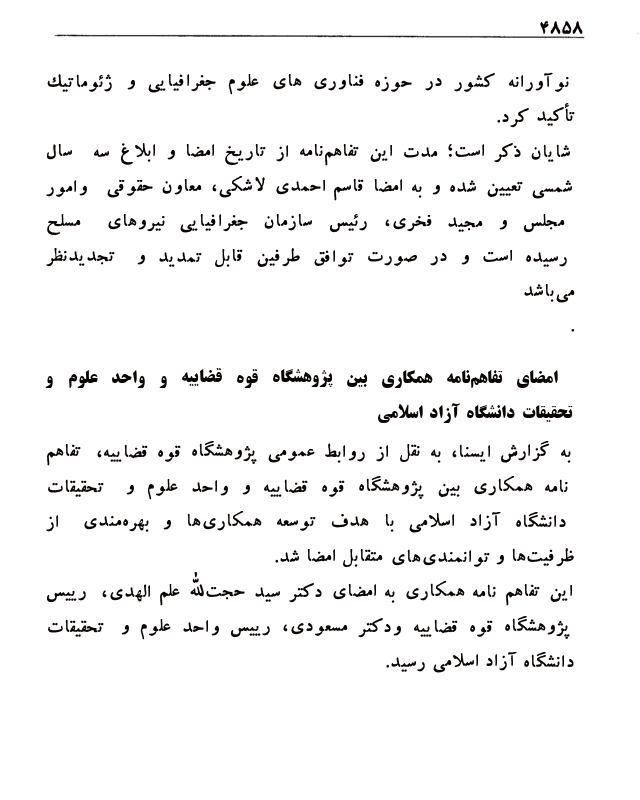 ۴۸۵۸
نوآورانه کشور در حوزه فناوری های علوم جغرافیایی و ژئوماتیك
تأکید کرد.
شایان ذکر است؛ مدت این تفاهم‌نامه از تاریخ امضا و ابلاغ سه سال
شمسی تعیین شده و به امضا قاسم احمدی لاشکی، معاون حقوقی وامور
مجلس و مجید فخری، رئیس سازمان جغرافیایی نیروهای مسلح
رسیده است و در صورت توافق طرفین قابل تمدید و تجدیدنظر
می‌باشد
.
امضای تفاهم‌نامه همکاری بین پژوهشگاه قوه قضاییه و واحد علوم و
تحقیقات دانشگاه آزاد اسلامی
به گزارش ایسنا، به نقل از روابط عمومی پژوهشگاه قوه قضاییه، تفاهم
نامه همکاری بین پژوهشگاه قوه قضاییه و واحد علوم و تحقیقات
دانشگاه آزاد اسلامی با هدف توسعه همکاری‌ها و بهره‌مندی از
ظرفیت‌ها و توانمندی‌های متقابل امضا شد.
این تفاهم نامه همکاری به امضای دکتر سید حجت‌الله علم الهدی، رییس
پژوهشگاه قوه قضاییه ودکتر مسعودی، رییس واحد علوم و تحقیقات
دانشگاه آزاد اسلامی رسید.